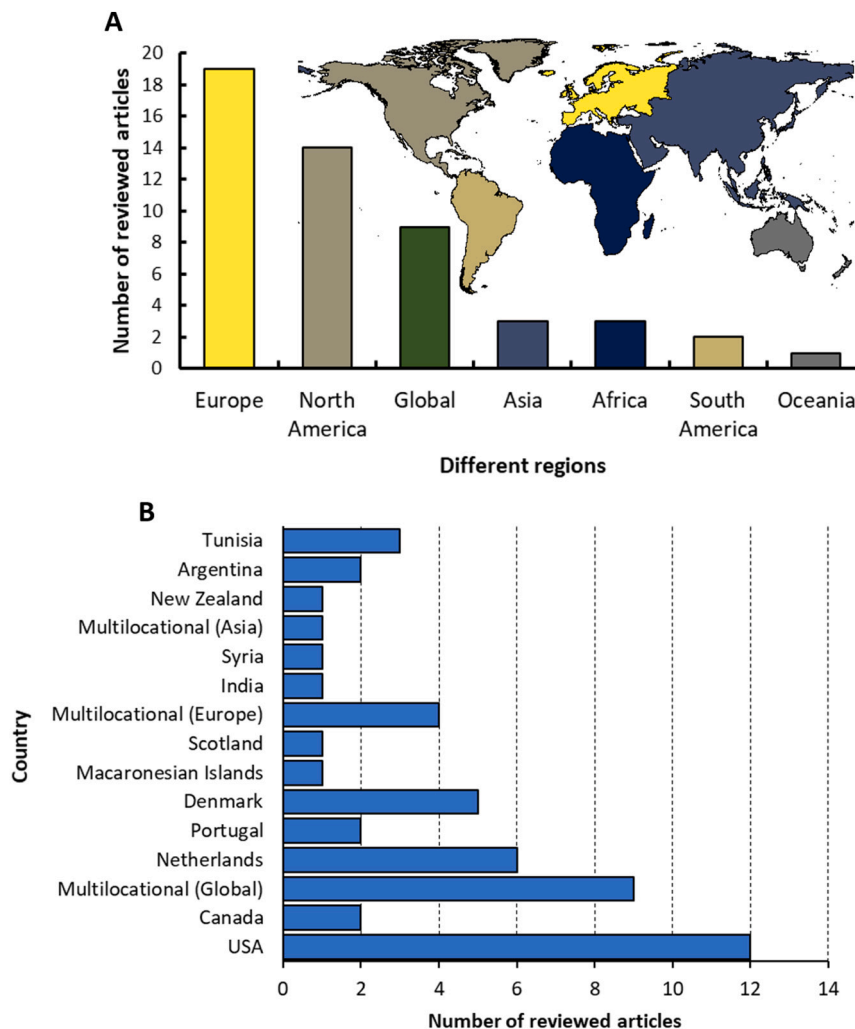 A
Number of reviewed articles
20
18
16
14
12
10
8
6
4
2
0
Europe
North
America
Global
Asia
Africa
South
America
Oceania
Different regions
B
Country
Tunisia
Argentina
New Zealand
Multilocational (Asia)
Syria
India
Multilocational (Europe)
Scotland
Macaronesian Islands
Denmark
Portugal
Netherlands
Multilocational (Global)
Canada
USA
0 2 4 6 8 10 12 14
Number of reviewed articles